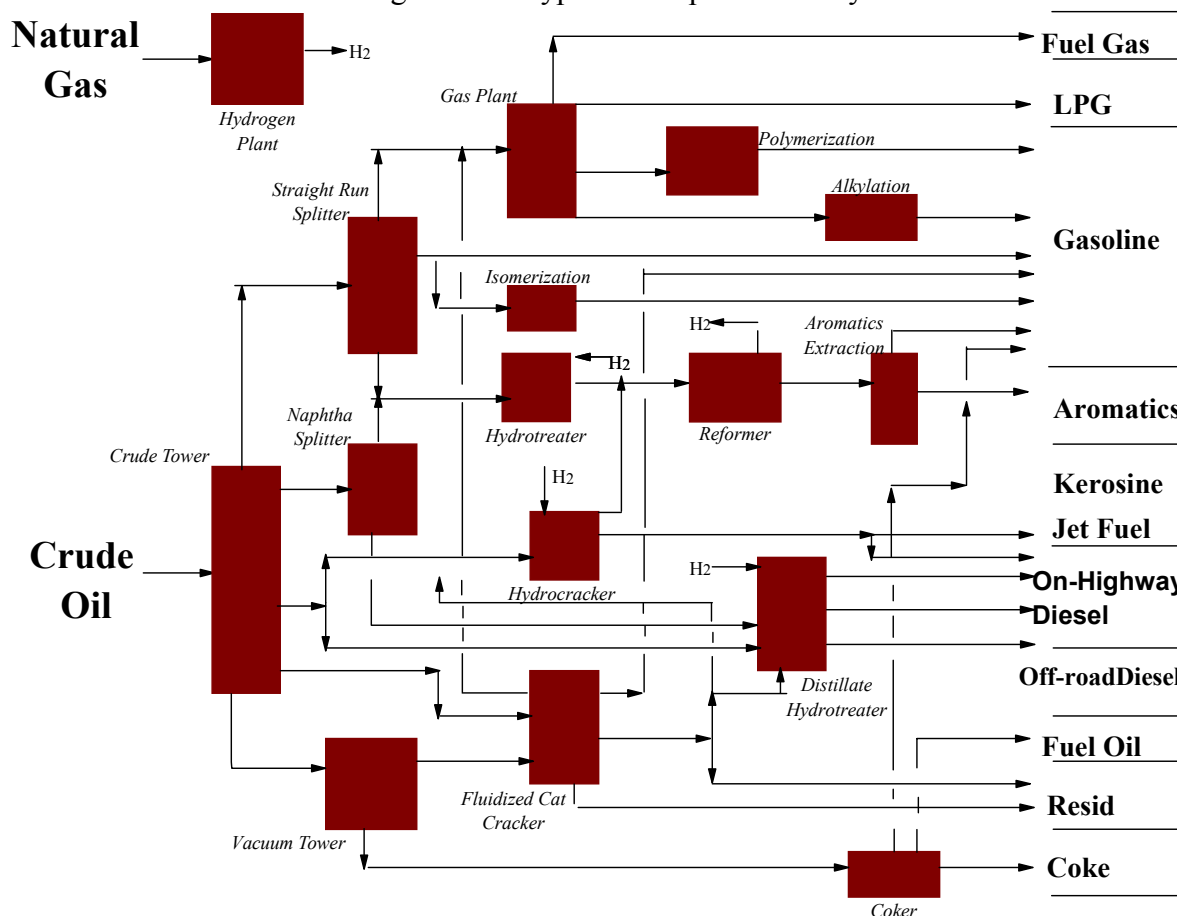 Natural
Gas
H2
Hydrogen
Plant
Gas Plant
Fuel Gas
LPG
Polymerization
Straight Run
Splitter
Alkylation
Gasoline
Isomerization
H2
Aromatics
Extraction
H2
Naphtha
Splitter
Hydrotreater
Reformer
Aromatics
Crude Tower
H2
Kerosine
Jet Fuel
Crude
Oil
H2
Hydrocracker
On-Highway
Diesel
Distillate
Hydrotreater
Off-roadDiesel
Fuel Oil
Fluidized Cat
Cracker
Resid
Vacuum Tower
Coke
Coker